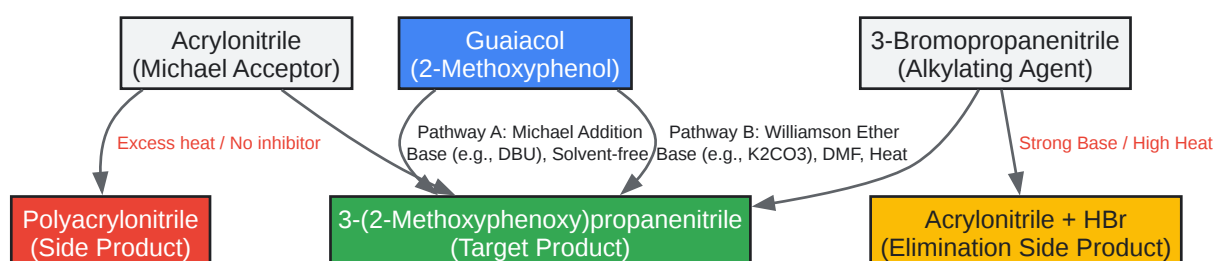 Acrylonitrile
(Michael Acceptor)
Guaiacol
(2-Methoxyphenol)
3-Bromopropanenitrile
(Alkylating Agent)
Excess heat / No inhibitor
Pathway A: Michael Addition
Base (e.g., DBU), Solvent-free
Pathway B: Williamson Ether
Base (e.g., K2CO3), DMF, Heat
Strong Base / High Heat
Polyacrylonitrile
(Side Product)
3-(2-Methoxyphenoxy)propanenitrile
(Target Product)
Acrylonitrile + HBr
(Elimination Side Product)